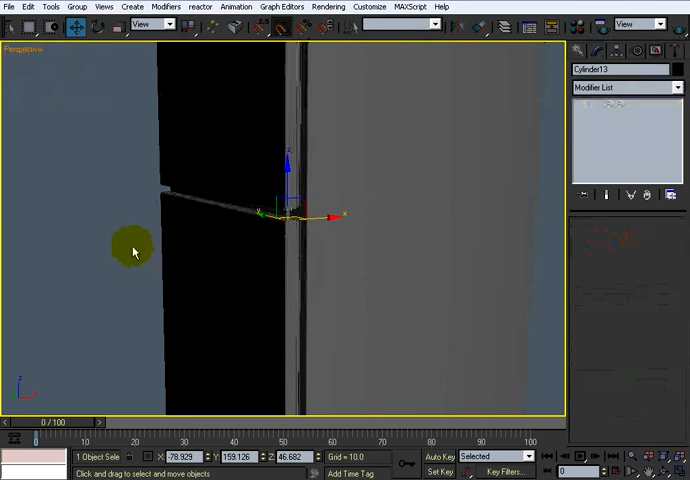 File Edit Tools Group Views Create Modifiers reactor Animation Graph Editors Rendering Customize MAXScript Help
View
2.5
View
Perspective
Cylinder13
Modifier List
z
y
x
z
0 / 100
0 10 20 30 40 50 60 70 80 90 100
1 Object Sele X: -78.929 Y: 159.126 Z: 46.682 Grid = 10.0 Auto Key Selected
Click and drag to select and move objects Add Time Tag Set Key Key Filters... 0